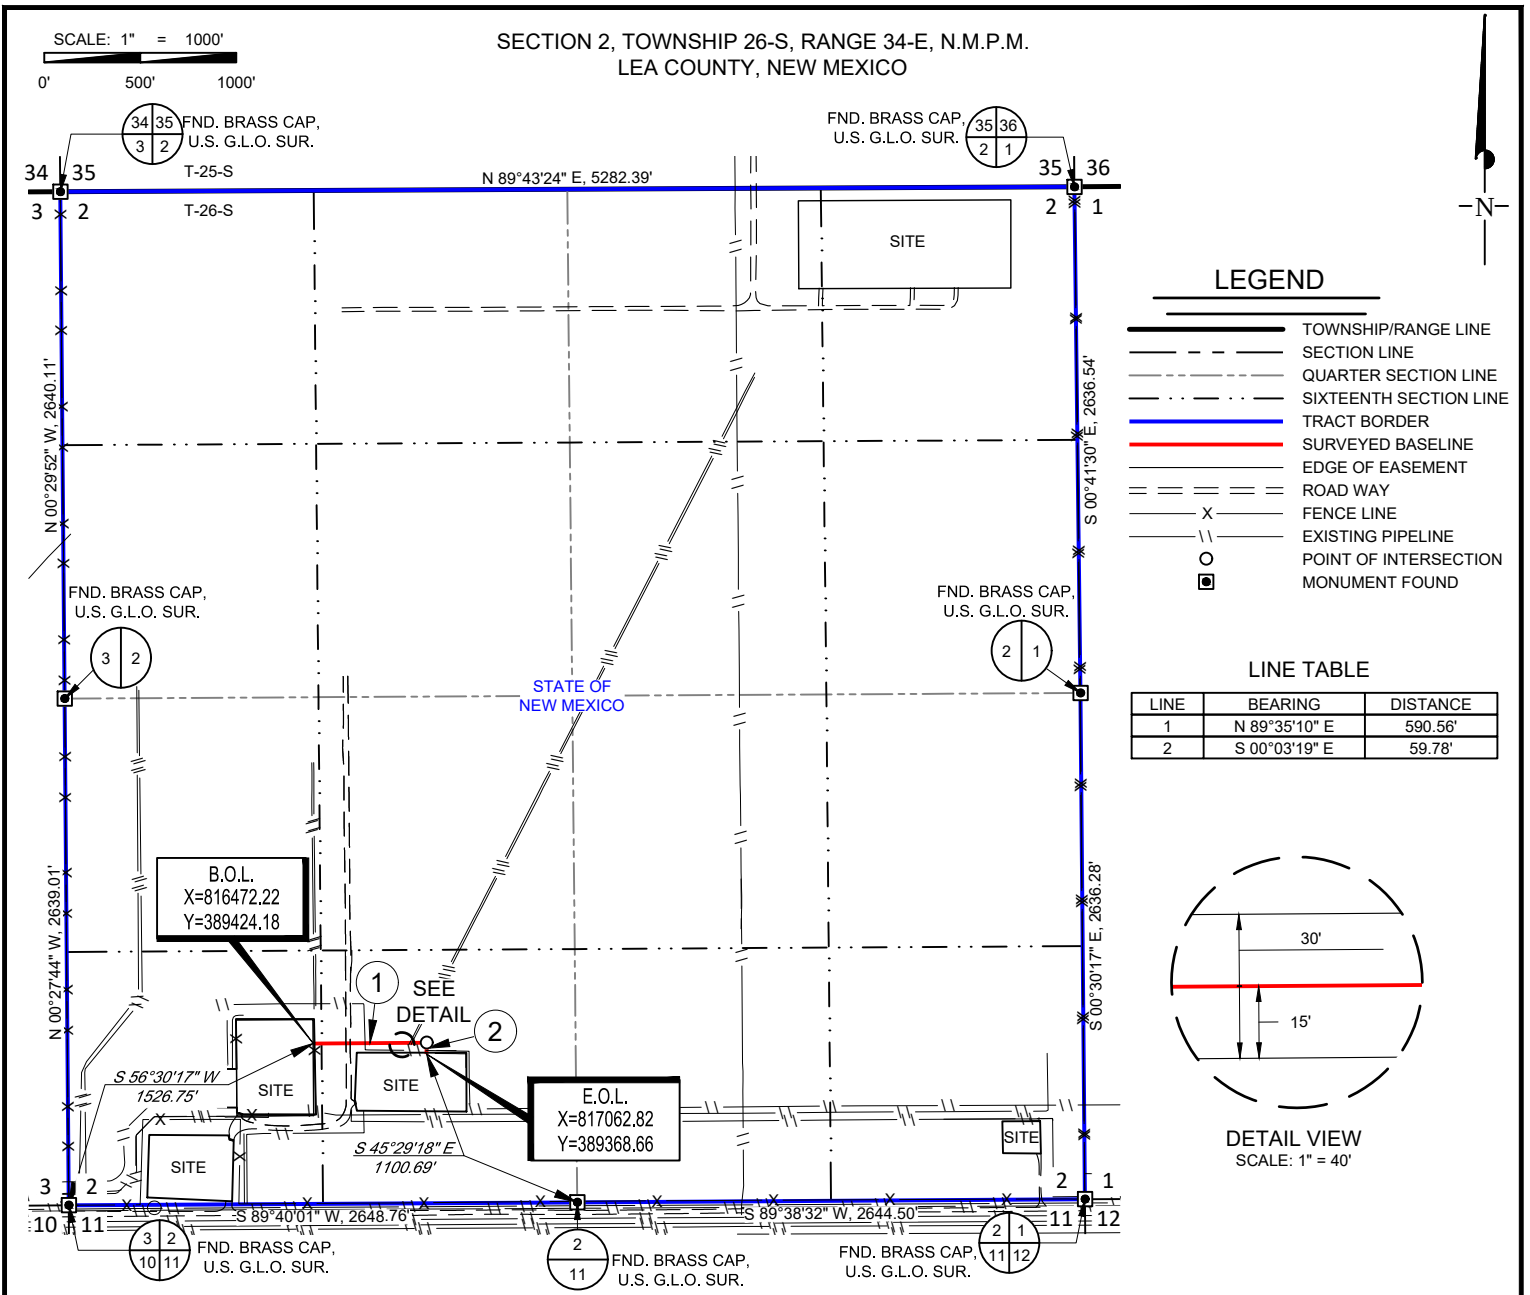 SCALE: 1" = 1000'
0' 500' 1000'
SECTION 2, TOWNSHIP 26-S, RANGE 34-E, N.M.P.M.
LEA COUNTY, NEW MEXICO
34 35
3 2
FND. BRASS CAP,
U.S. G.L.O. SUR.
FND. BRASS CAP,
U.S. G.L.O. SUR.
35 36
2 1
34 35
3 2
T-25-S
T-26-S
N 89°43'24" E, 5282.39'
35 36
2 1
SITE
-N-
LEGEND
TOWNSHIP/RANGE LINE
SECTION LINE
QUARTER SECTION LINE
SIXTEENTH SECTION LINE
TRACT BORDER
SURVEYED BASELINE
EDGE OF EASEMENT
ROAD WAY
X FENCE LINE
\\ EXISTING PIPELINE
POINT OF INTERSECTION
MONUMENT FOUND
N 00°29'52" W, 2640.11'
S 00°41'30" E, 2636.54'
FND. BRASS CAP,
U.S. G.L.O. SUR.
3 2
FND. BRASS CAP,
U.S. G.L.O. SUR.
2 1
STATE OF
NEW MEXICO
LINE TABLE
LINE BEARING DISTANCE
1 N 89°35'10" E 590.56'
2 S 00°03'19" E 59.78'
N 00°27'44" W, 2639.01'
S 00°30'17" E, 2636.28'
B.O.L.
X=816472.22
Y=389424.18
1
SEE
DETAIL
2
S 56°30'17" W
1526.75'
SITE
SITE
E.O.L.
X=817062.82
Y=389368.66
S 45°29'18" E
1100.69'
SITE
SITE
30'
15'
DETAIL VIEW
SCALE: 1" = 40'
3 2
10 11
S 89°40'01" W, 2648.76'
S 89°38'32" W, 2644.50'
2 1
11 12
3 2
10 11
FND. BRASS CAP,
U.S. G.L.O. SUR.
2
11
FND. BRASS CAP,
U.S. G.L.O. SUR.
FND. BRASS CAP,
U.S. G.L.O. SUR.
2 1
11 12